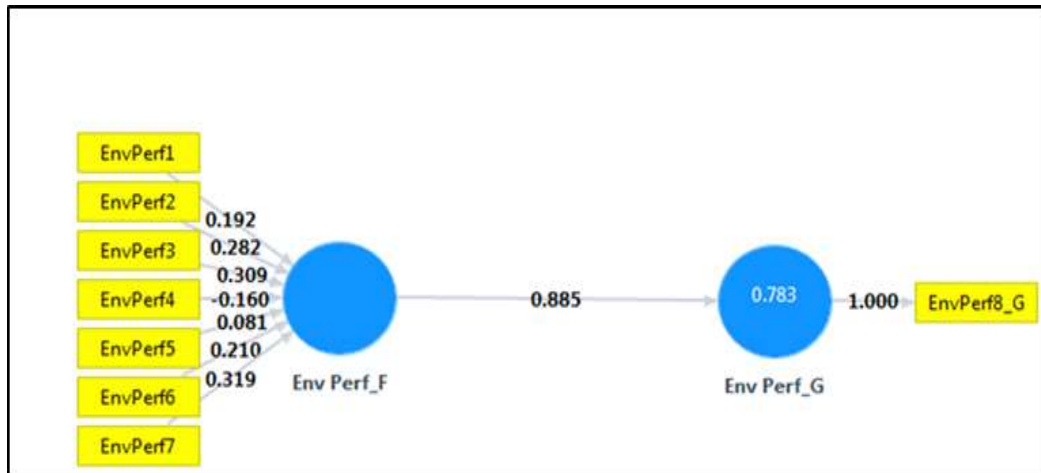 EnvPerf1
EnvPerf2
0.192
0.282
EnvPerf3
0.309
EnvPerf4
-0.160
0.885
0.783
1.000
EnvPerf8_G
0.081
EnvPerf5
0.210
0.319
Env Perf_F
Env Perf_G
EnvPerf6
EnvPerf7